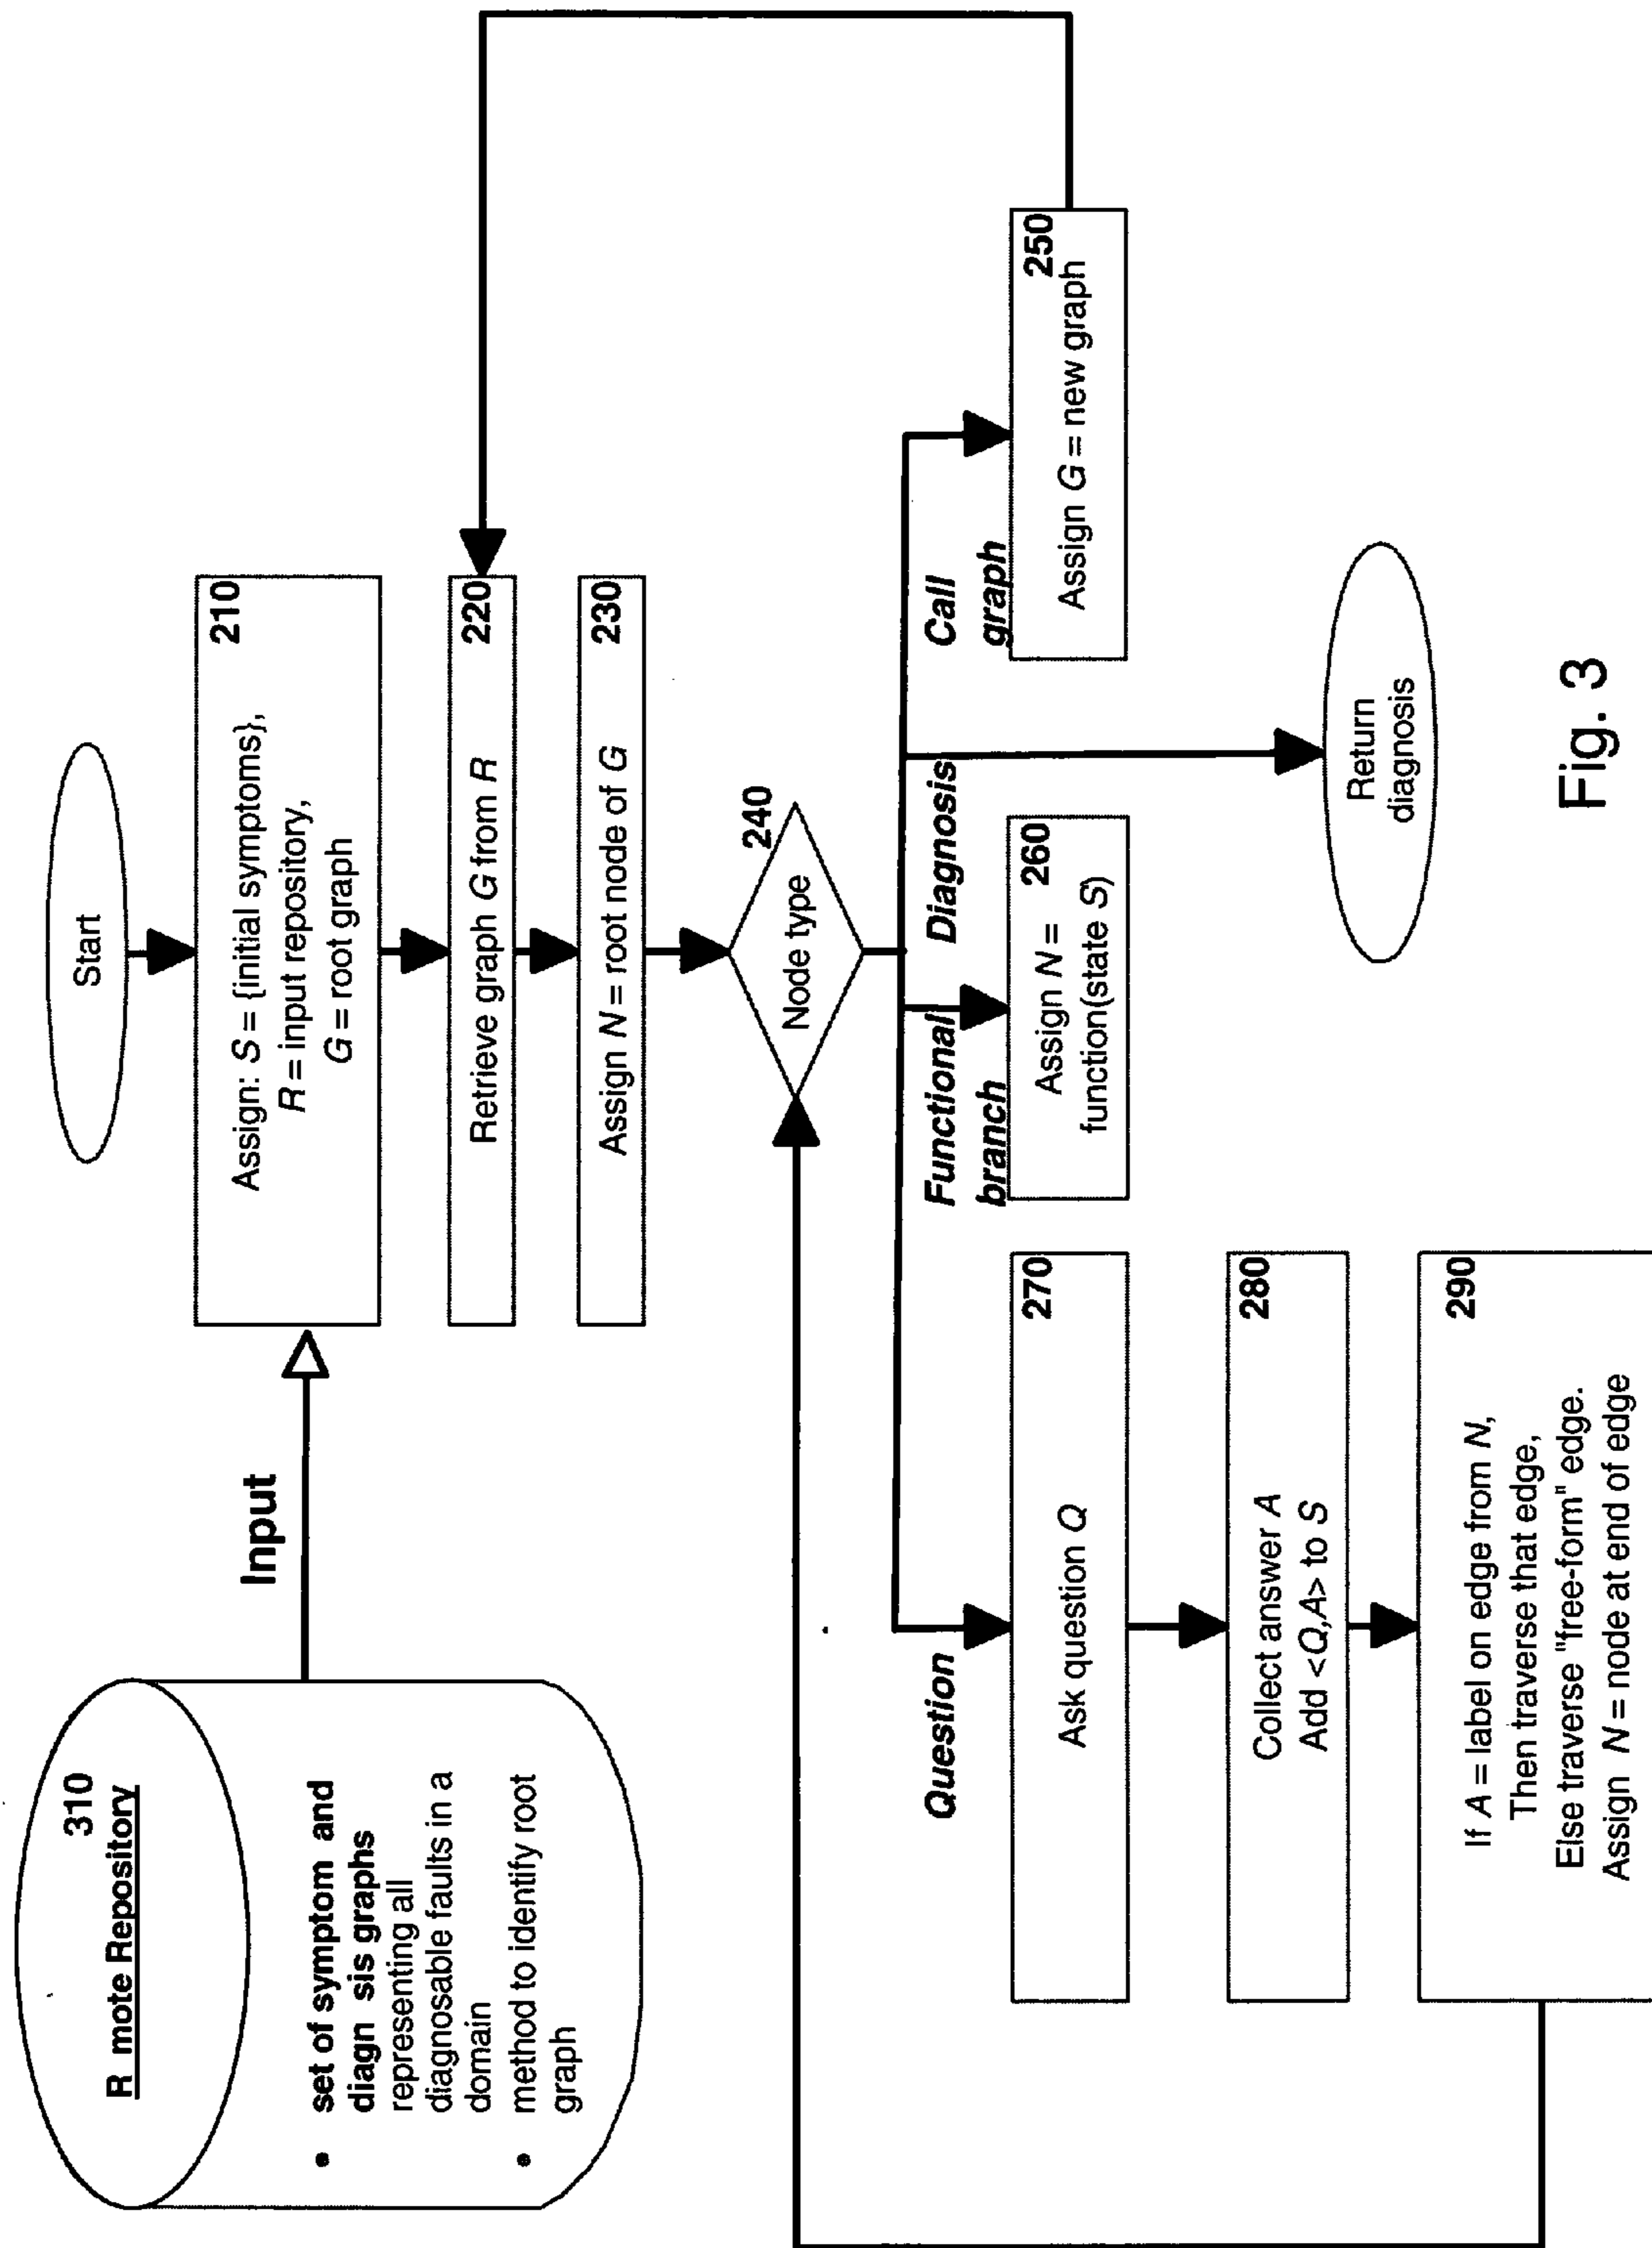 310
R mote Repository
• set of symptom and
diagn sis graphs
representing all
diagnosable faults in a
domain
• method to identify root
graph
Input
Start
210
Assign: S = {initial symptoms},
R = input repository,
G = root graph
220
Retrieve graph G from R
230
Assign N = root node of G
240
Node type
Question
Functional
branch
Diagnosis
Call
graph
270
Ask question Q
280
Collect answer A
Add <Q,A> to S
290
If A = label on edge from N,
Then traverse that edge,
Else traverse "free-form" edge.
Assign N = node at end of edge
260
Assign N =
function(state S)
250
Assign G = new graph
Return
diagnosis
Fig. 3